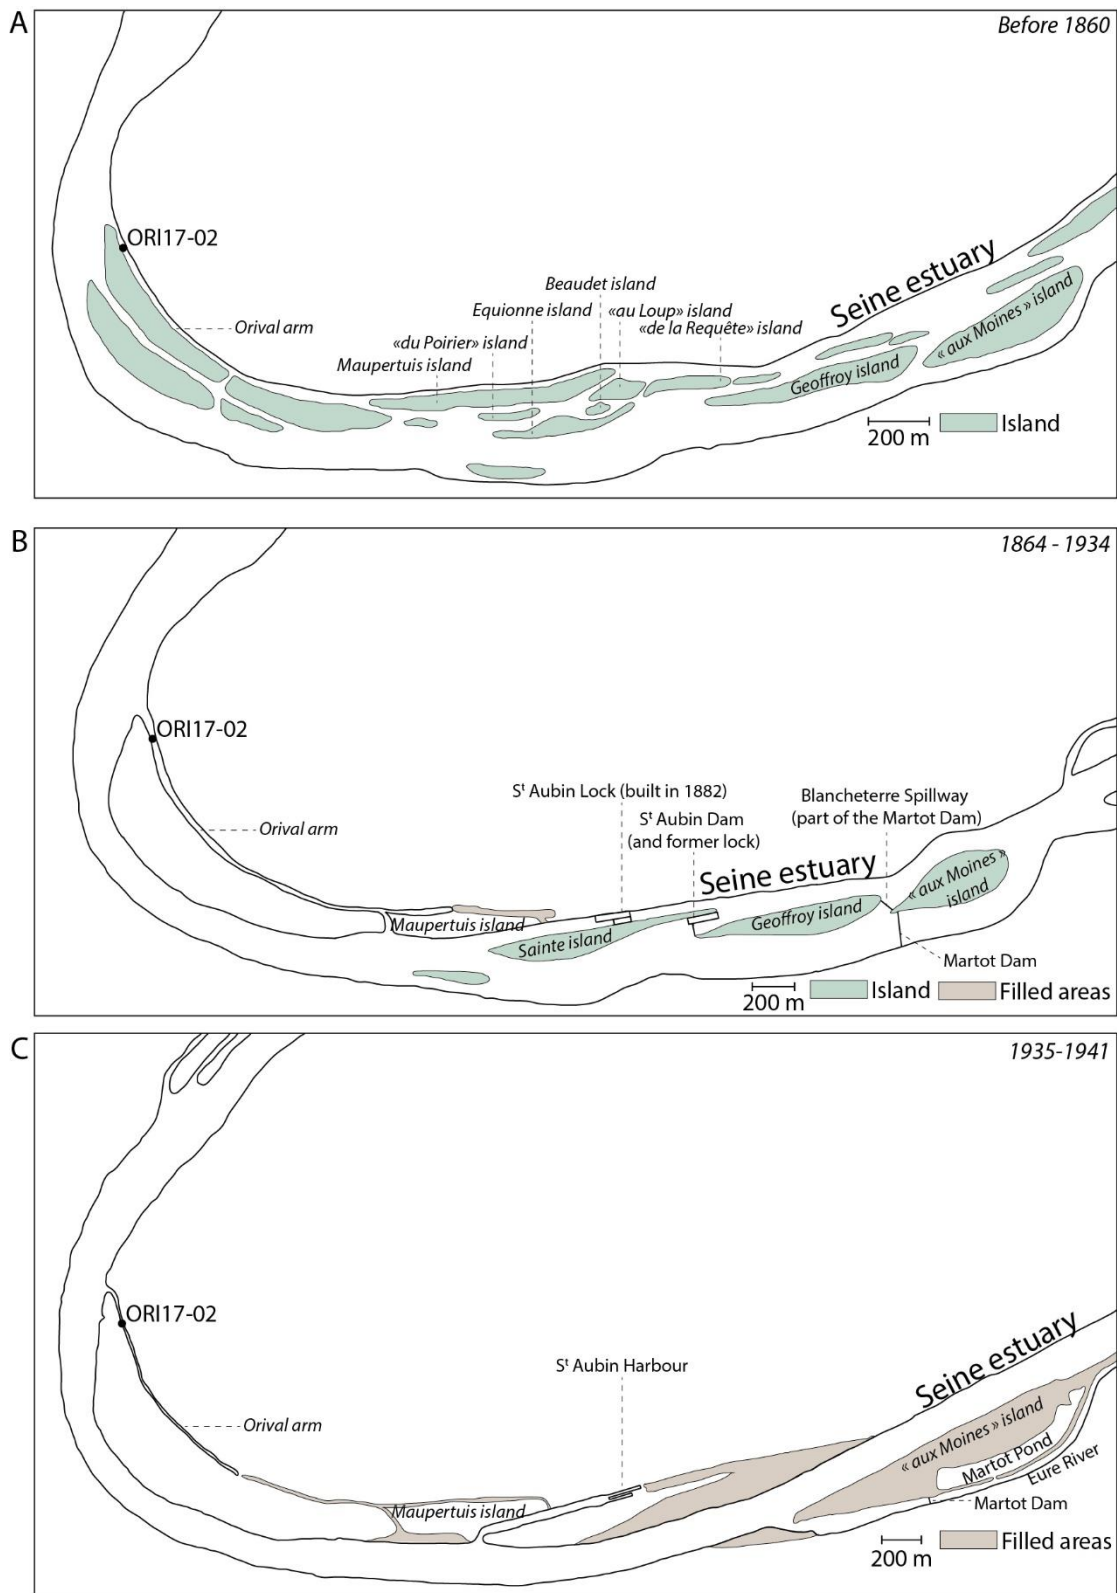 A
Before 1860
ORI17-02
Orival arm
Beaudet island
Equionne island
«au Loup» island
«du Poirier» island
«de la Requête» island
Maupertuis island
Seine estuary
« aux Moines » island
Geoffroy island
200 m
Island
B
1864 - 1934
ORI17-02
Orival arm
Sᵗ Aubin Lock (built in 1882)
Sᵗ Aubin Dam
(and former lock)
Blancheterre Spillway
(part of the Martot Dam)
Seine estuary
« aux Moines »
island
Maupertuis island
Sainte island
Geoffroy island
Martot Dam
200 m
Island
Filled areas
C
1935-1941
ORI17-02
Orival arm
Sᵗ Aubin Harbour
Seine estuary
« aux Moines » island
Martot Pond
Eure River
Maupertuis island
Martot Dam
200 m
Filled areas